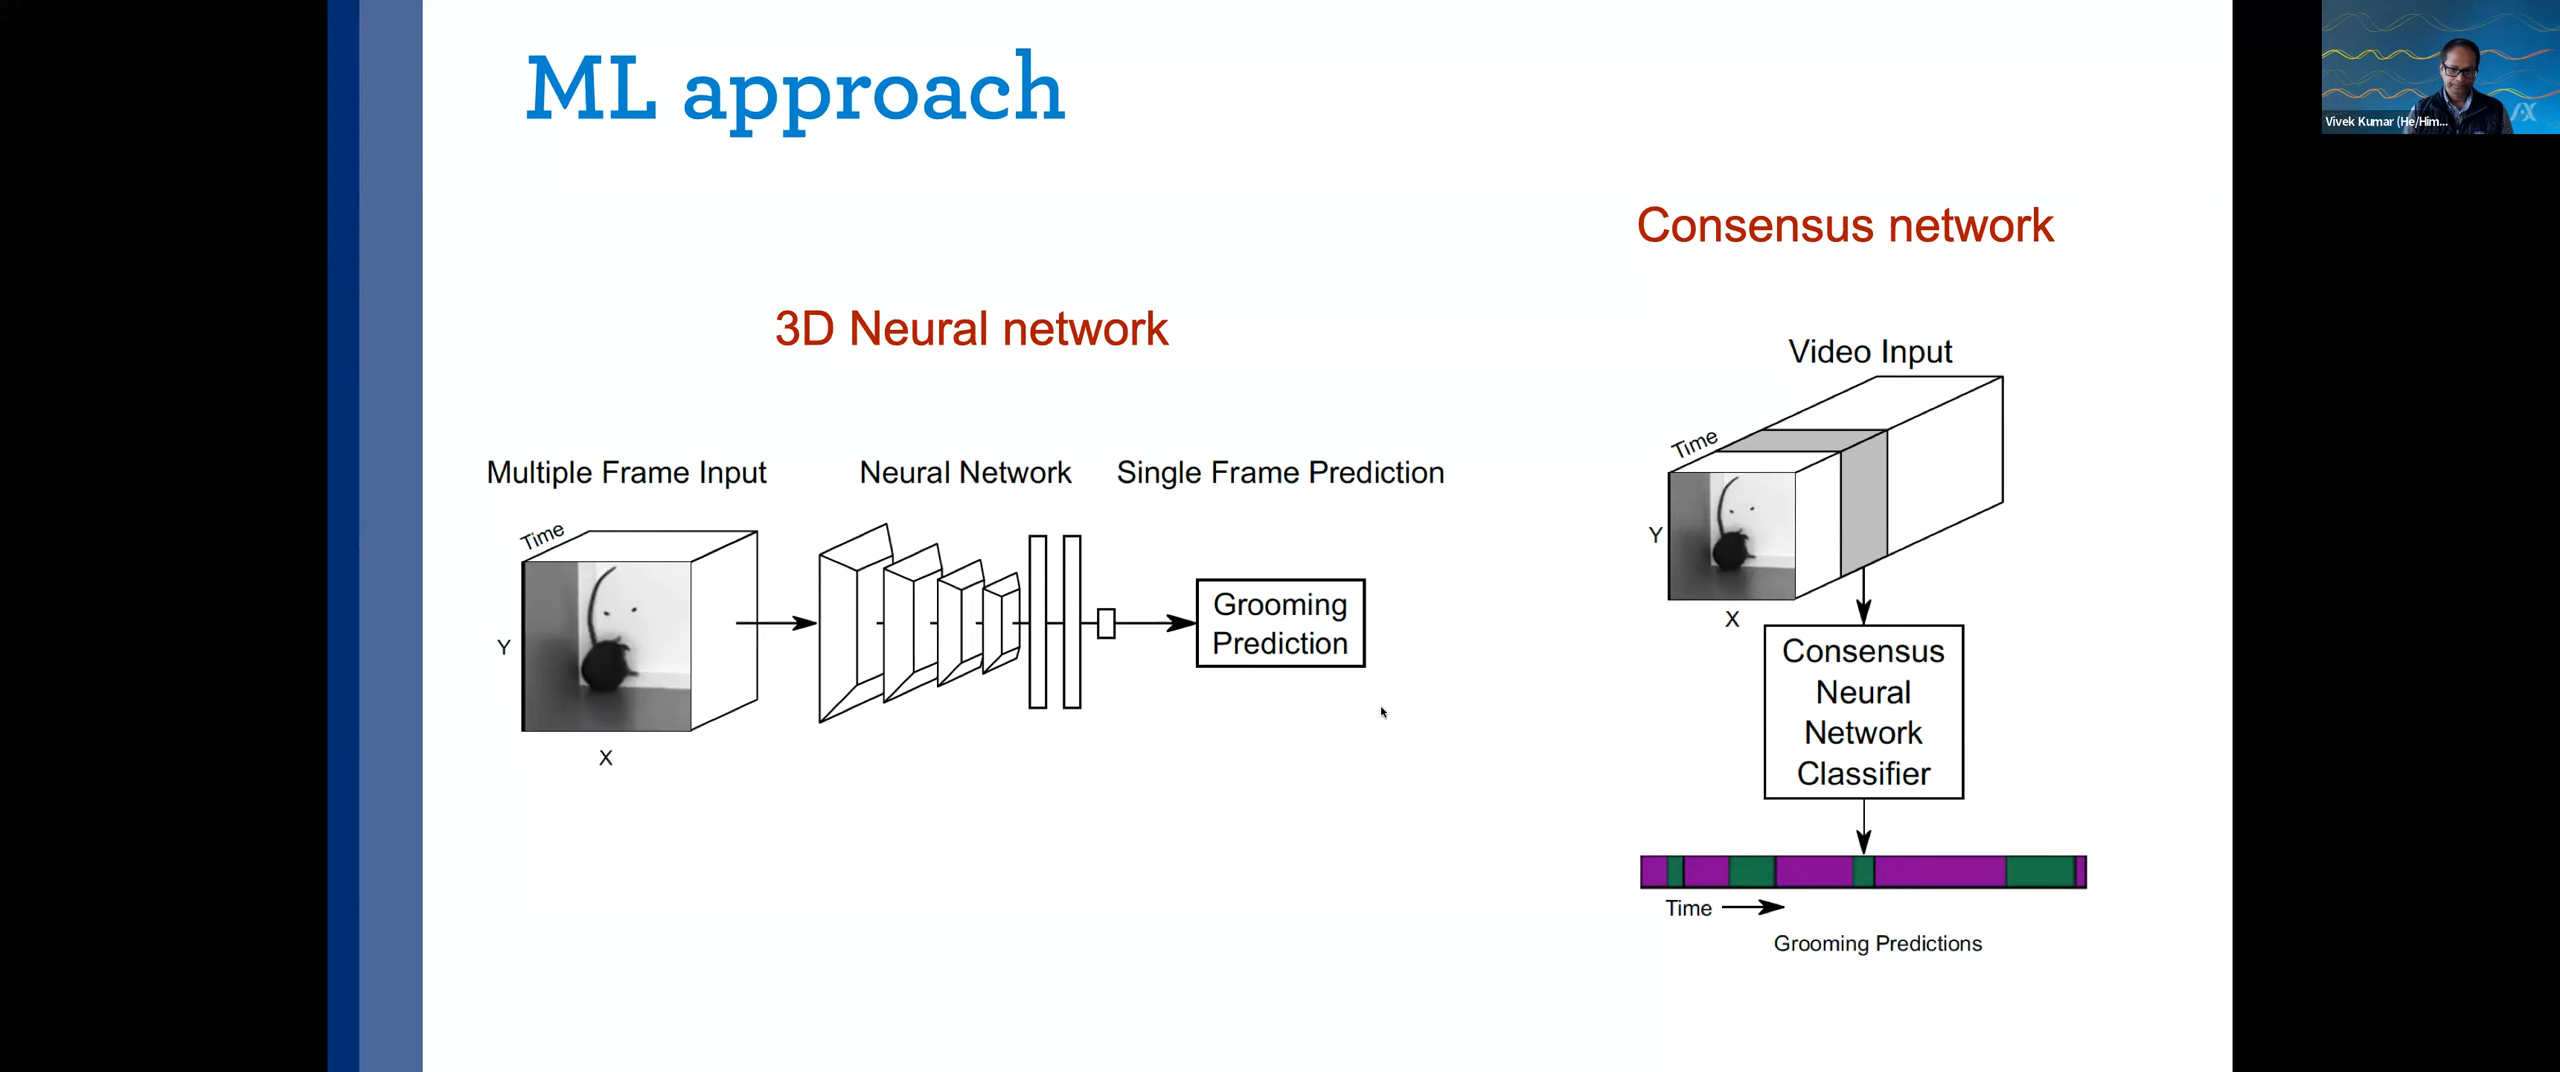 ML approach
Vivek Kumar (He/Him...
Consensus network
3D Neural network
Video Input
Time
Y
X
Multiple Frame Input
Neural Network
Single Frame Prediction
Time
Y
X
Grooming
Prediction
Consensus
Neural
Network
Classifier
Time
Grooming Predictions